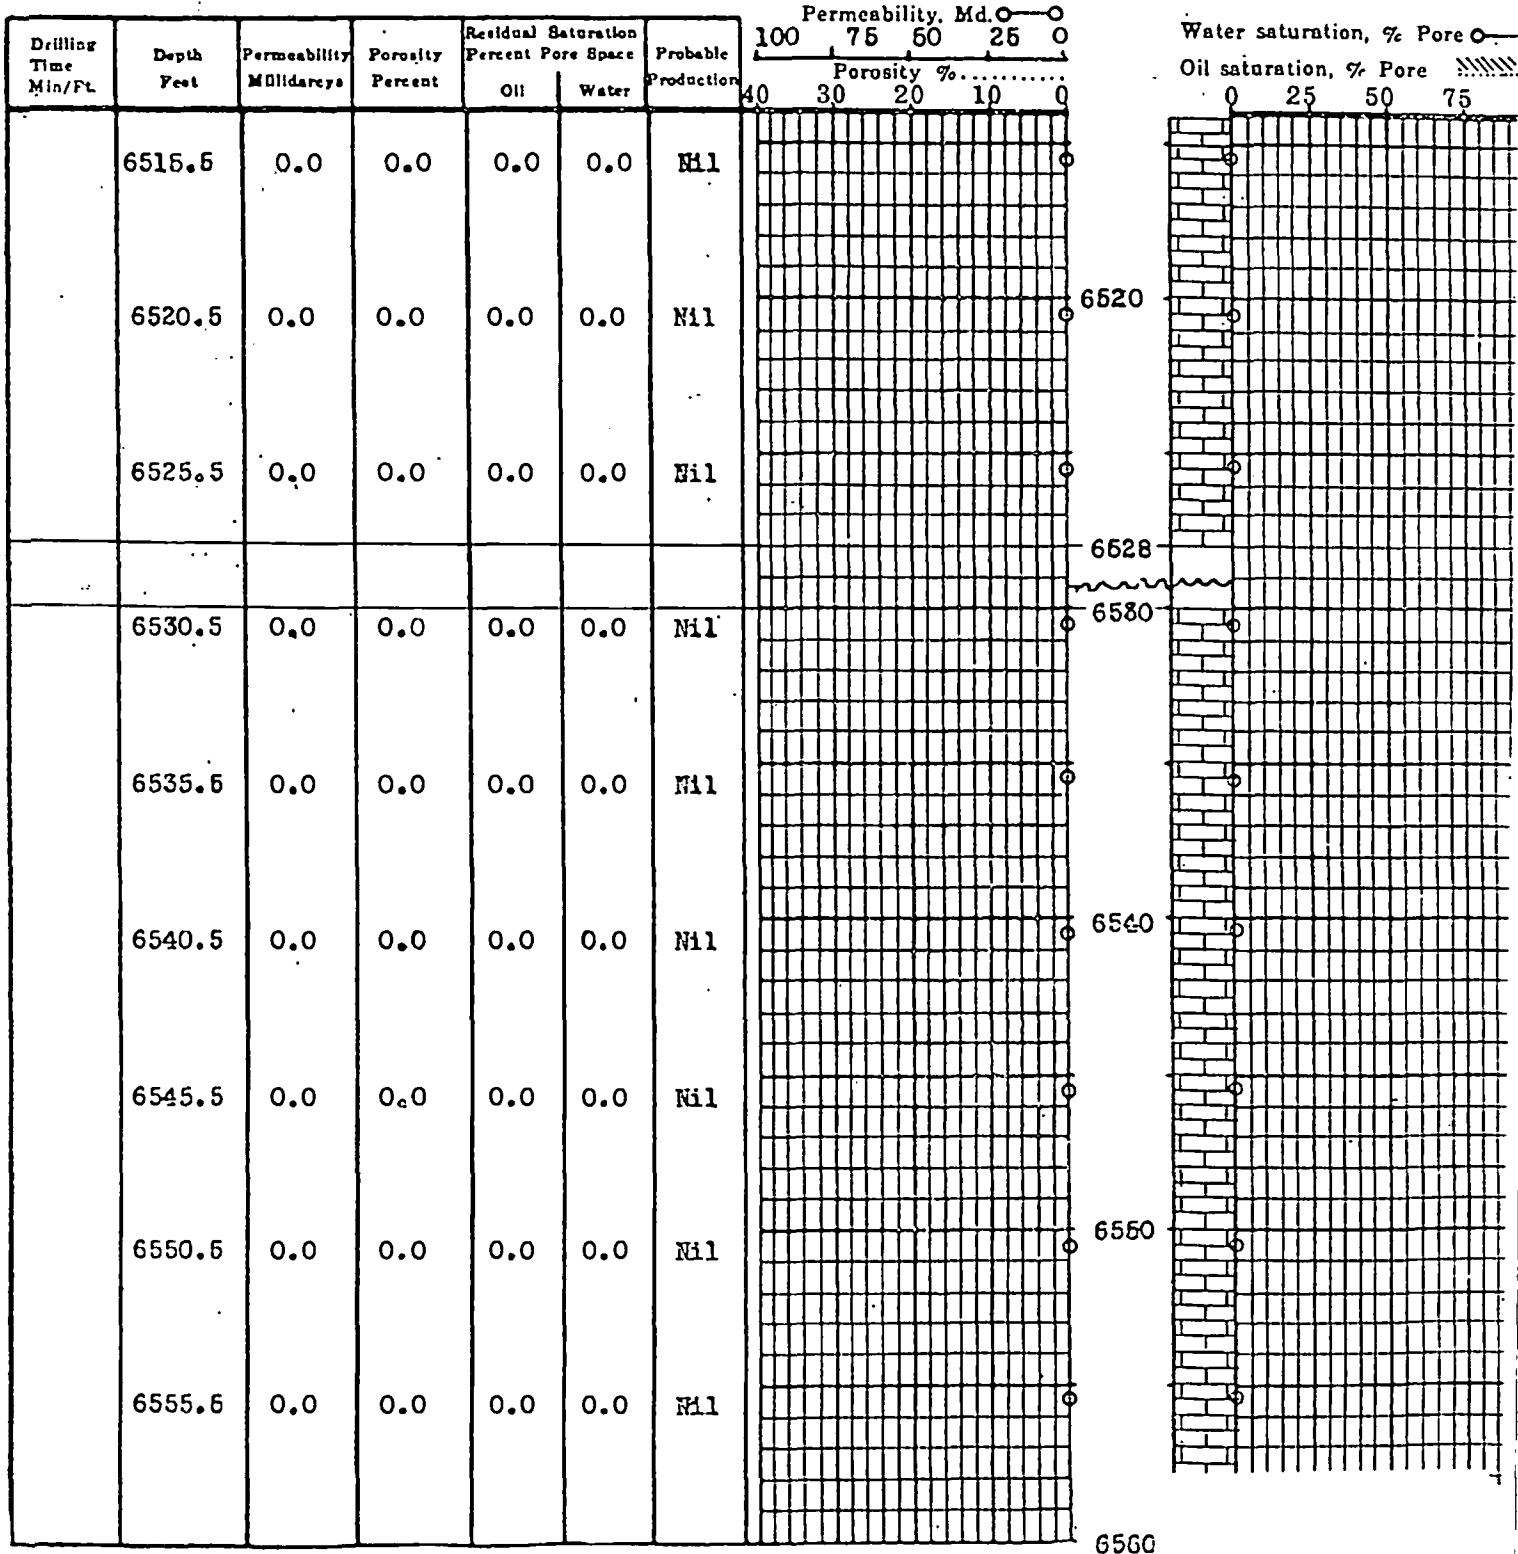 Drilling Time Min/Ft.
Depth Feet
Permeability Millidarcys
Porosity Percent
Residual Saturation Percent Pore Space
Oil Water
Probable Production
Permeability, Md.
100 75 50 25 0
Porosity %...........
40 30 20 10 0
Water saturation, % Pore
Oil saturation, % Pore
0 25 50 75
6515.5 0.0 0.0 0.0 0.0 Nil
6520
6520.5 0.0 0.0 0.0 0.0 Nil
6525.5 0.0 0.0 0.0 0.0 Nil
6528
6580
6530.5 0.0 0.0 0.0 0.0 Nil
6535.5 0.0 0.0 0.0 0.0 Nil
6540
6540.5 0.0 0.0 0.0 0.0 Nil
6545.5 0.0 0.0 0.0 0.0 Nil
6550
6550.5 0.0 0.0 0.0 0.0 Nil
6555.5 0.0 0.0 0.0 0.0 Nil
6560